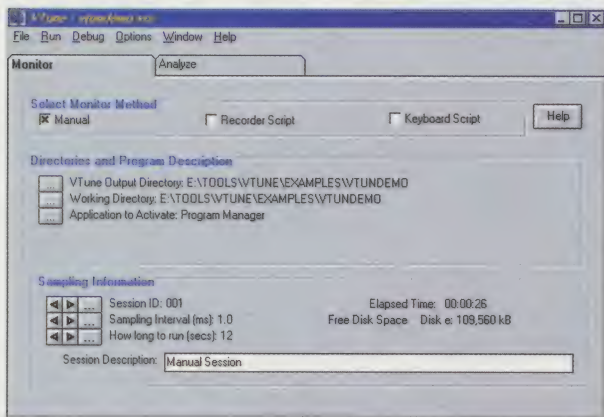 VTune - vtundemo.vcc
File Run Debug Options Window Help
Monitor Analyze
Select Monitor Method
Manual Recorder Script Keyboard Script Help
Directories and Program Description
... VTune Output Directory: E:\TOOLS\VTUNE\EXAMPLES\VTUNDEMO
... Working Directory: E:\TOOLS\VTUNE\EXAMPLES\VTUNDEMO
... Application to Activate: Program Manager
Sampling Information
... Session ID: 001 Elapsed Time: 00:00:26
... Sampling Interval (ms): 1.0 Free Disk Space Disk e: 109,560 kB
... How long to run (secs): 12
Session Description: Manual Session